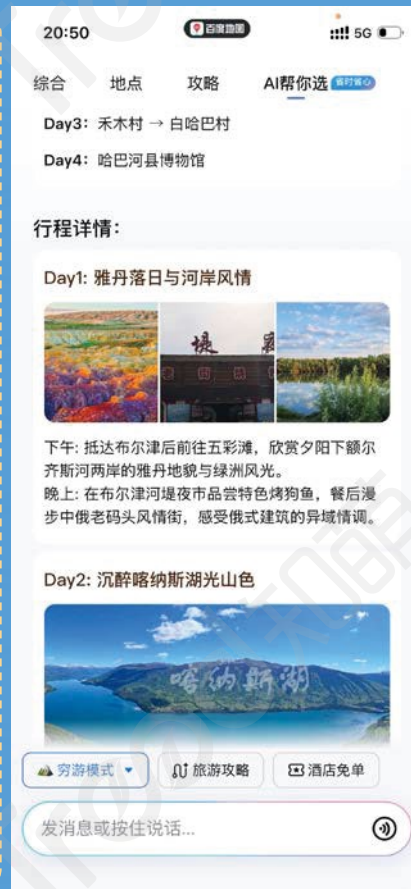 20:50
百度地图
5G
综合 地点 攻略 AI帮你选 省时省心
Day3：禾木村 → 白哈巴村
Day4：哈巴河县博物馆
行程详情：
Day1: 雅丹落日与河岸风情
堤
下午: 抵达布尔津后前往五彩滩，欣赏夕阳下额尔
齐斯河两岸的雅丹地貌与绿洲风光。
晚上: 在布尔津河堤夜市品尝特色烤狗鱼，餐后漫
步中俄老码头风情街，感受俄式建筑的异域情调。
Day2: 沉醉喀纳斯湖光山色
喀纳斯湖
穷游模式
旅游攻略
酒店免单
发消息或按住说话...